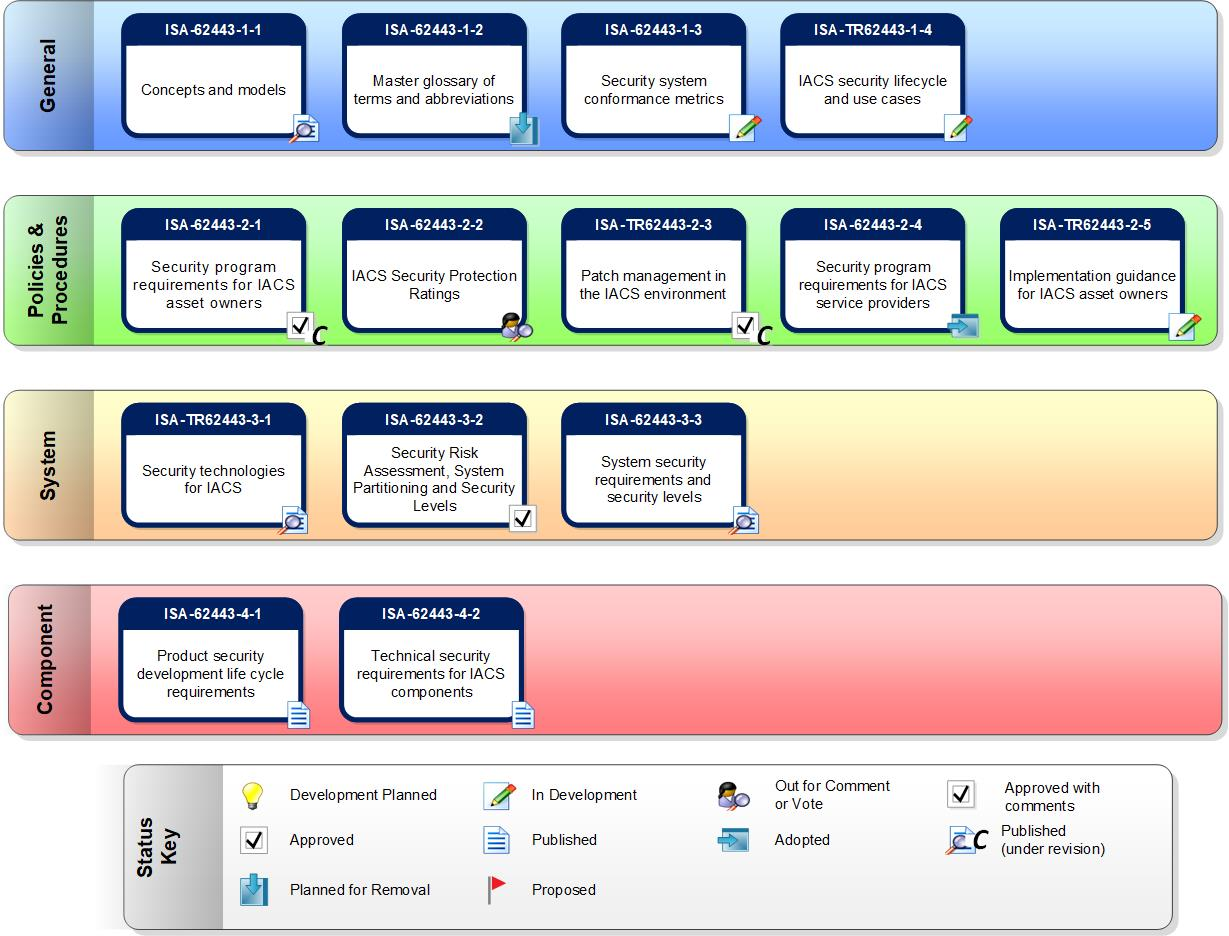 General
ISA-62443-1-1
Concepts and models
ISA-62443-1-2
Master glossary of
terms and abbreviations
ISA-62443-1-3
Security system
conformance metrics
ISA-TR62443-1-4
IACS security lifecycle
and use cases
Policies &
Procedures
ISA-62443-2-1
Security program
requirements for IACS
asset owners
C
ISA-62443-2-2
IACS Security Protection
Ratings
ISA-TR62443-2-3
Patch management in
the IACS environment
C
ISA-62443-2-4
Security program
requirements for IACS
service providers
ISA-TR62443-2-5
Implementation guidance
for IACS asset owners
System
ISA-TR62443-3-1
Security technologies
for IACS
ISA-62443-3-2
Security Risk
Assessment, System
Partitioning and Security
Levels
ISA-62443-3-3
System security
requirements and
security levels
Component
ISA-62443-4-1
Product security
development life cycle
requirements
ISA-62443-4-2
Technical security
requirements for IACS
components
Status
Key
Development Planned
In Development
Out for Comment
or Vote
Approved with
comments
Approved
Published
Adopted
C
Published
(under revision)
Planned for Removal
Proposed